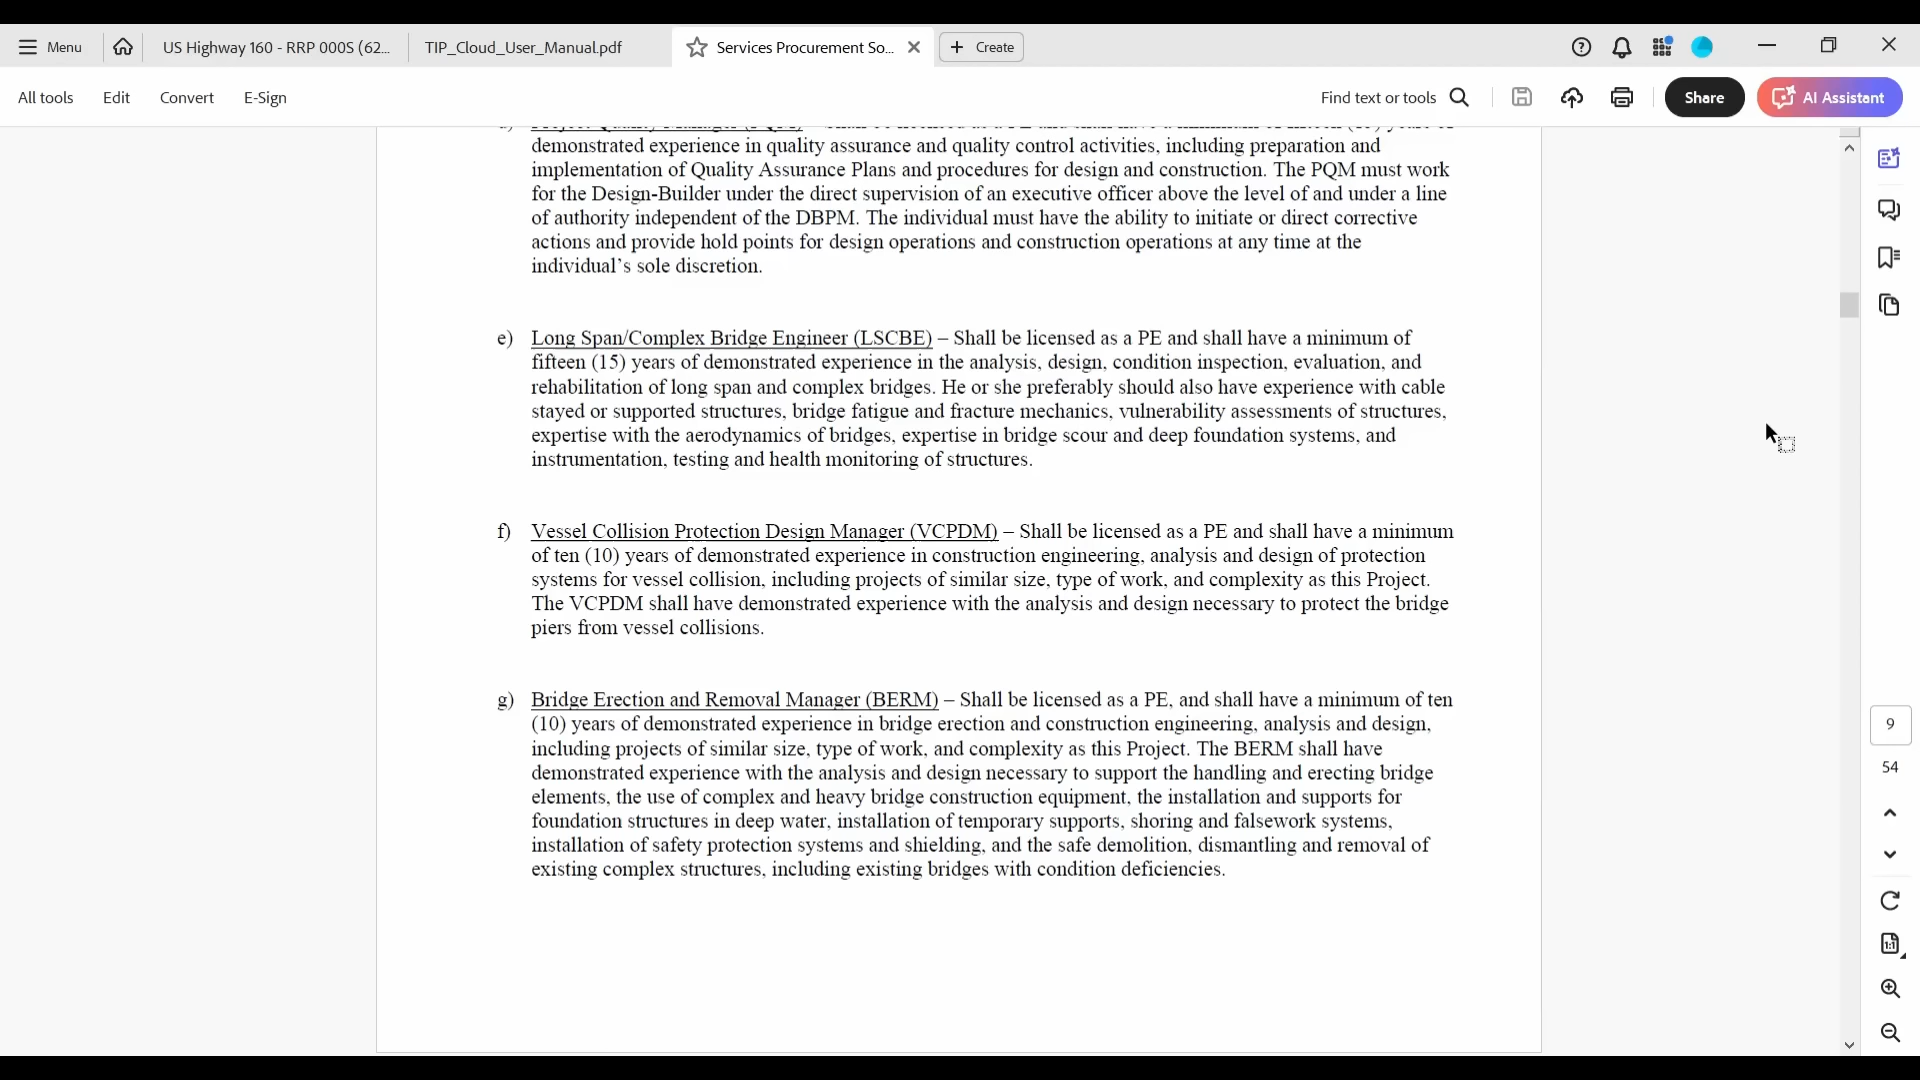 Menu
US Highway 160 - RRP 000S (62...
TIP_Cloud_User_Manual.pdf
Services Procurement So...
Create
All tools
Edit
Convert
E-Sign
Find text or tools
Share
AI Assistant
demonstrated experience in quality assurance and quality control activities, including preparation and
implementation of Quality Assurance Plans and procedures for design and construction. The PQM must work
for the Design-Builder under the direct supervision of an executive officer above the level of and under a line
of authority independent of the DBPM. The individual must have the ability to initiate or direct corrective
actions and provide hold points for design operations and construction operations at any time at the
individual’s sole discretion.
e) Long Span/Complex Bridge Engineer (LSCBE) – Shall be licensed as a PE and shall have a minimum of
fifteen (15) years of demonstrated experience in the analysis, design, condition inspection, evaluation, and
rehabilitation of long span and complex bridges. He or she preferably should also have experience with cable
stayed or supported structures, bridge fatigue and fracture mechanics, vulnerability assessments of structures,
expertise with the aerodynamics of bridges, expertise in bridge scour and deep foundation systems, and
instrumentation, testing and health monitoring of structures.
f) Vessel Collision Protection Design Manager (VCPDM) – Shall be licensed as a PE and shall have a minimum
of ten (10) years of demonstrated experience in construction engineering, analysis and design of protection
systems for vessel collision, including projects of similar size, type of work, and complexity as this Project.
The VCPDM shall have demonstrated experience with the analysis and design necessary to protect the bridge
piers from vessel collisions.
g) Bridge Erection and Removal Manager (BERM) – Shall be licensed as a PE, and shall have a minimum of ten
(10) years of demonstrated experience in bridge erection and construction engineering, analysis and design,
including projects of similar size, type of work, and complexity as this Project. The BERM shall have
demonstrated experience with the analysis and design necessary to support the handling and erecting bridge
elements, the use of complex and heavy bridge construction equipment, the installation and supports for
foundation structures in deep water, installation of temporary supports, shoring and falsework systems,
installation of safety protection systems and shielding, and the safe demolition, dismantling and removal of
existing complex structures, including existing bridges with condition deficiencies.
9
54